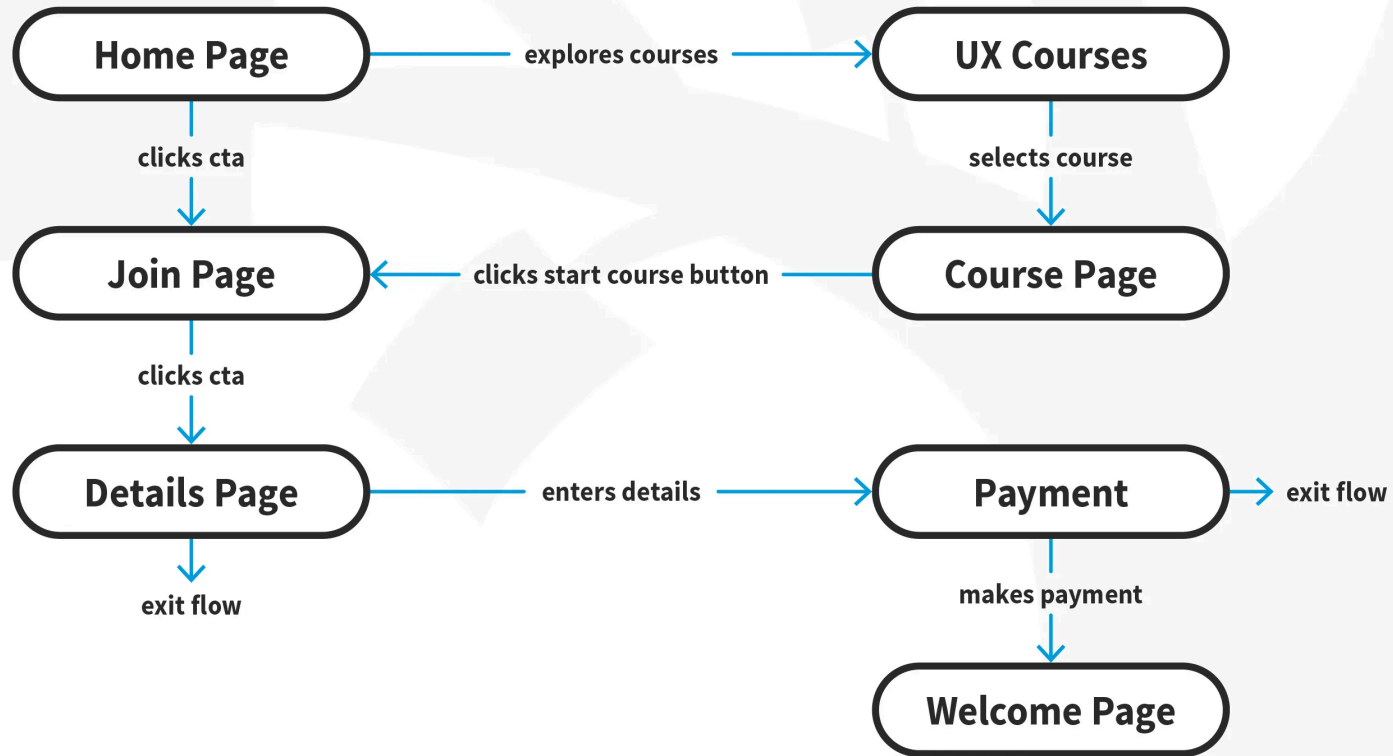 Home Page
explores courses
UX Courses
clicks cta
selects course
Join Page
clicks start course button
Course Page
clicks cta
Details Page
enters details
Payment
exit flow
exit flow
makes payment
Welcome Page